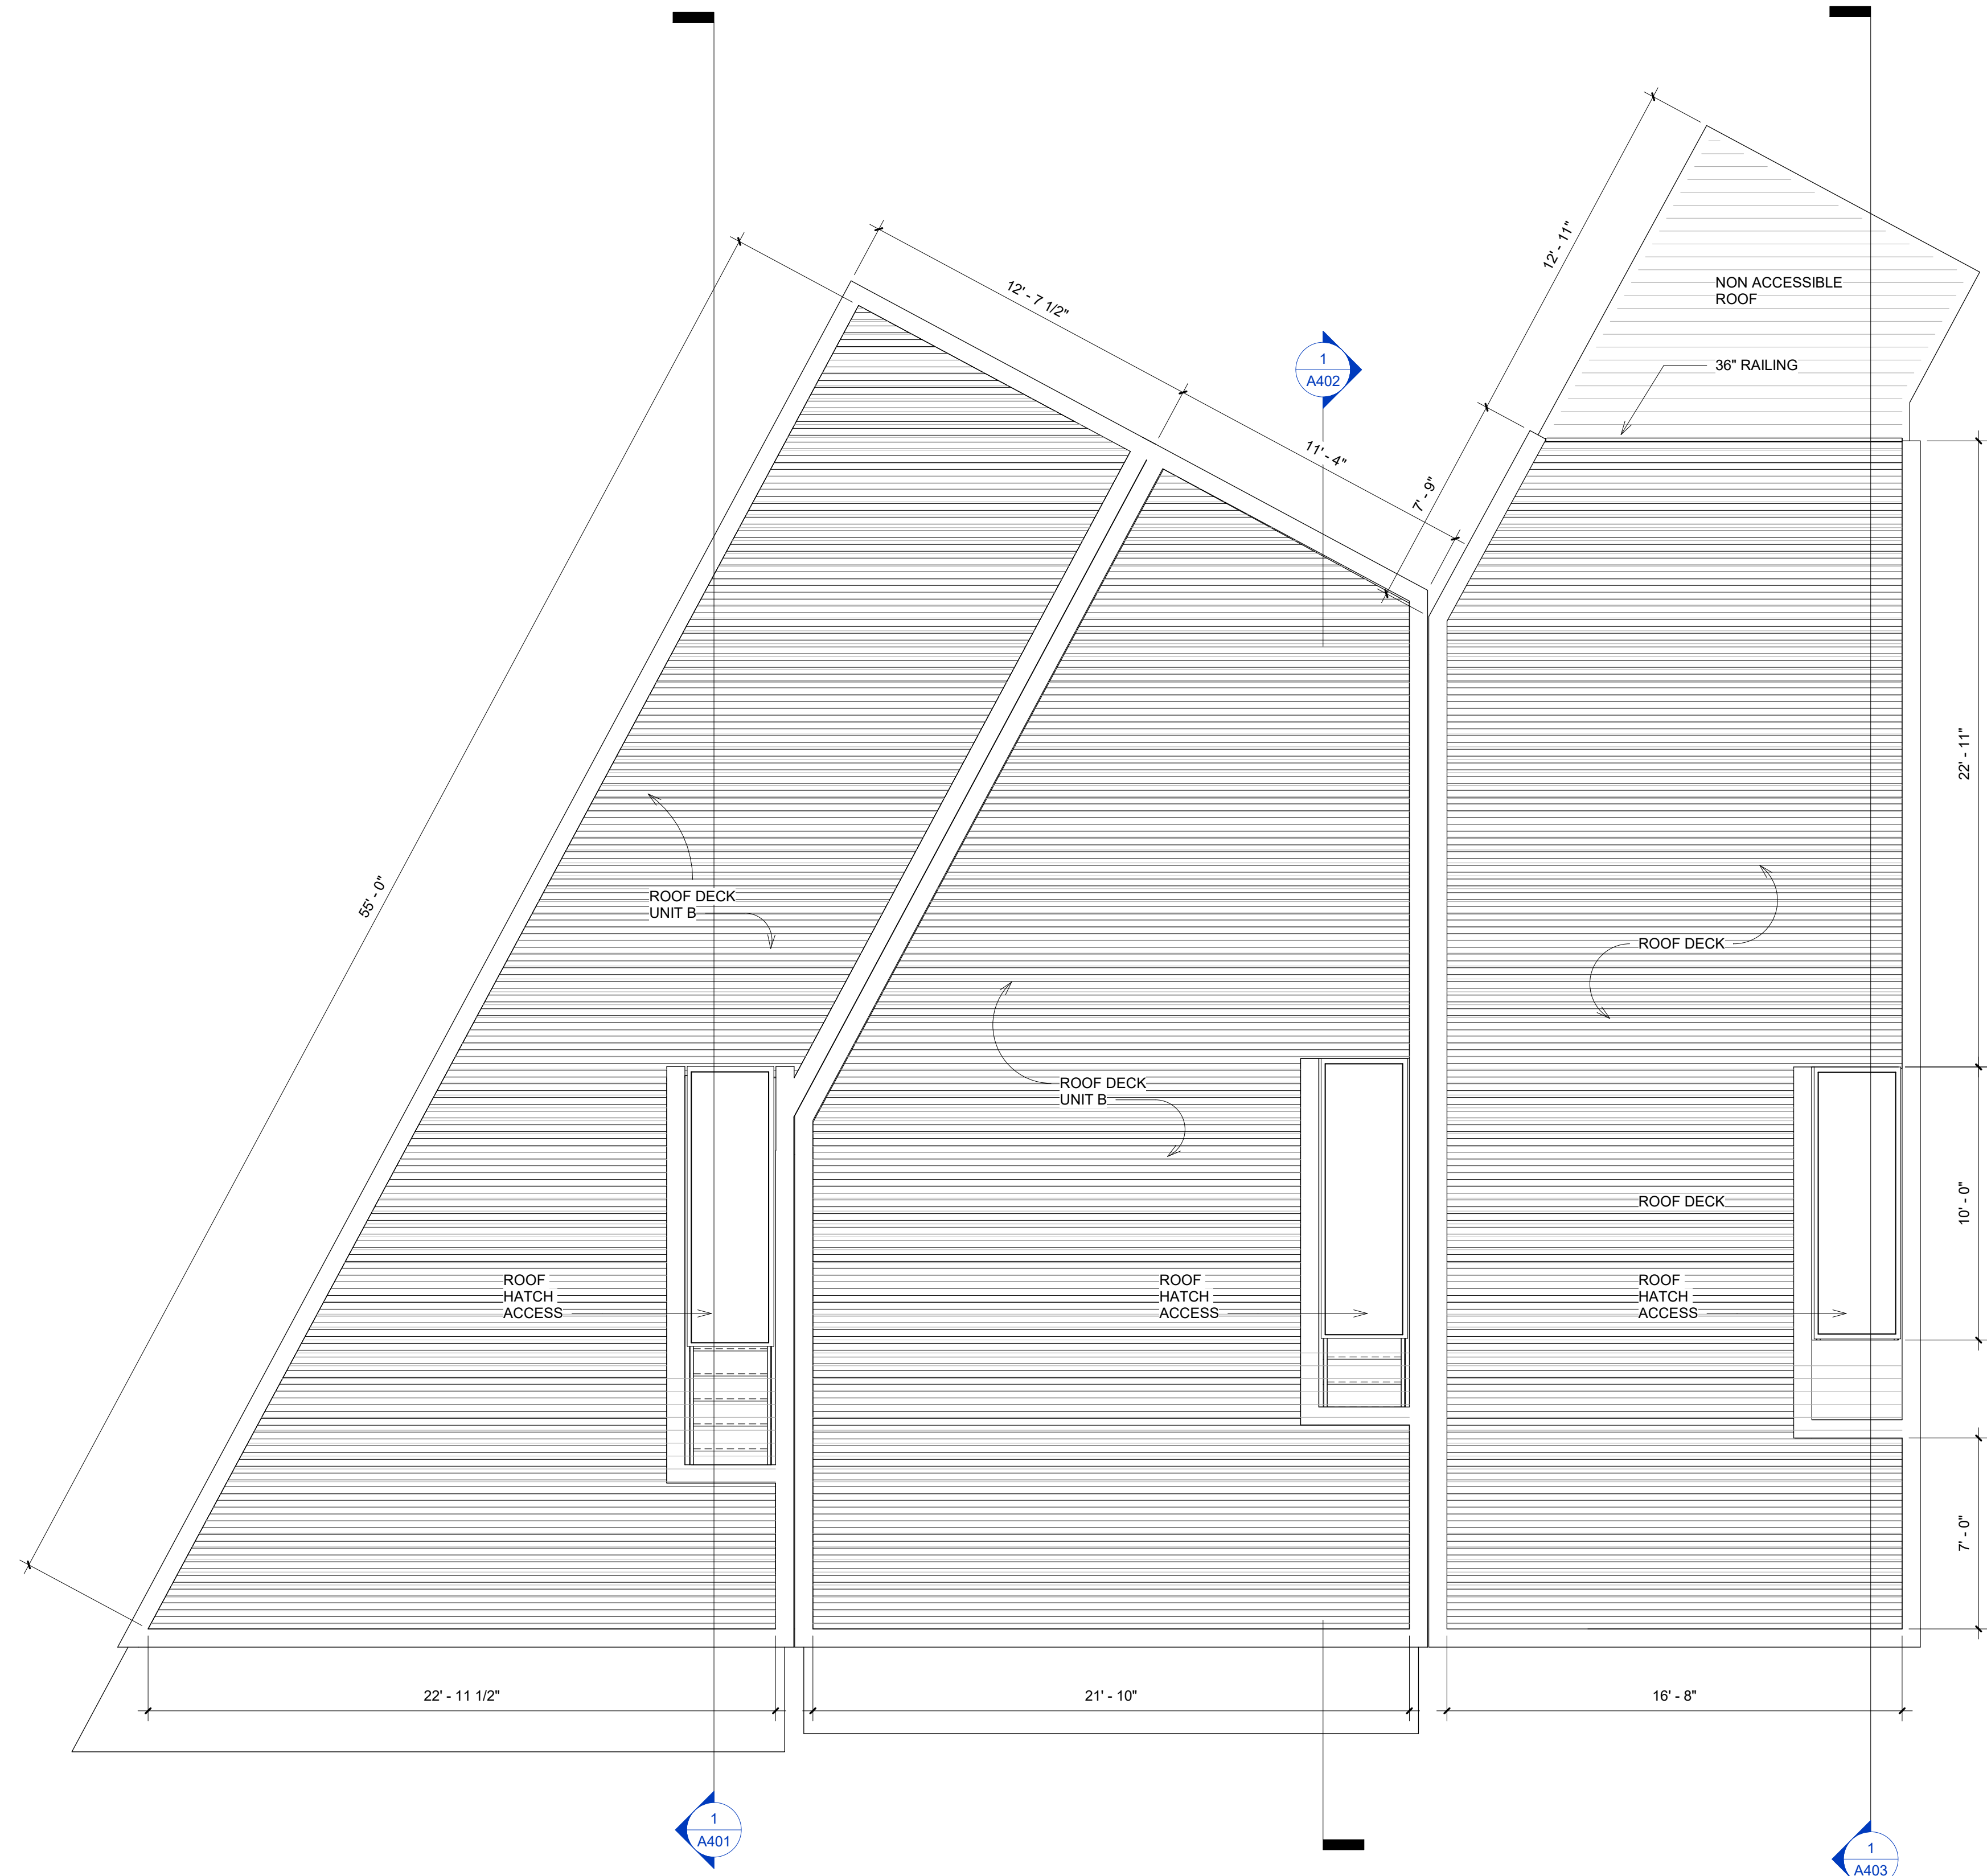 12' - 11"
12' - 7 1/2"
NON ACCESSIBLE
ROOF
1
A402
36" RAILING
11' - 4"
7' - 9"
22' - 11"
55' - 0"
ROOF DECK
UNIT B
ROOF DECK
ROOF DECK
UNIT B
ROOF DECK
10' - 0"
ROOF
HATCH
ACCESS
ROOF
HATCH
ACCESS
ROOF
HATCH
ACCESS
7' - 0"
22' - 11 1/2"
21' - 10"
16' - 8"
1
A401
1
A403